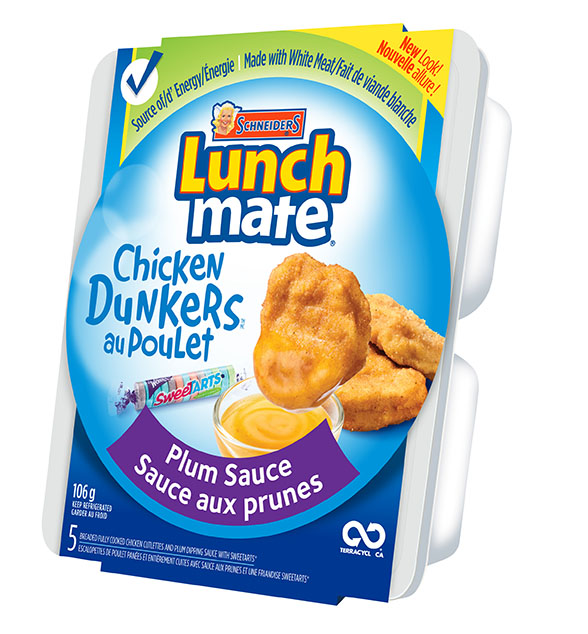 New Look!
Nouvelle allure!
Source of/d' Energy/Énergie | Made with White Meat/Fait de viande blanche
SCHNEIDERS
Lunch
mate®
Chicken
Dunkers
au Poulet
SweeTARTS
Plum Sauce
Sauce aux prunes
106 g
KEEP REFRIGERATED
GARDER AU FROID
5 BREADED FULLY COOKED CHICKEN CUTLETTES AND PLUM DIPPING SAUCE WITH SWEETARTS
ESCALOPETTES DE POULET PANÉES ET ENTIÈREMENT CUITES AVEC SAUCE AUX PRUNES ET UNE FRIANDISE SWEETARTS
TERRACYCL CA